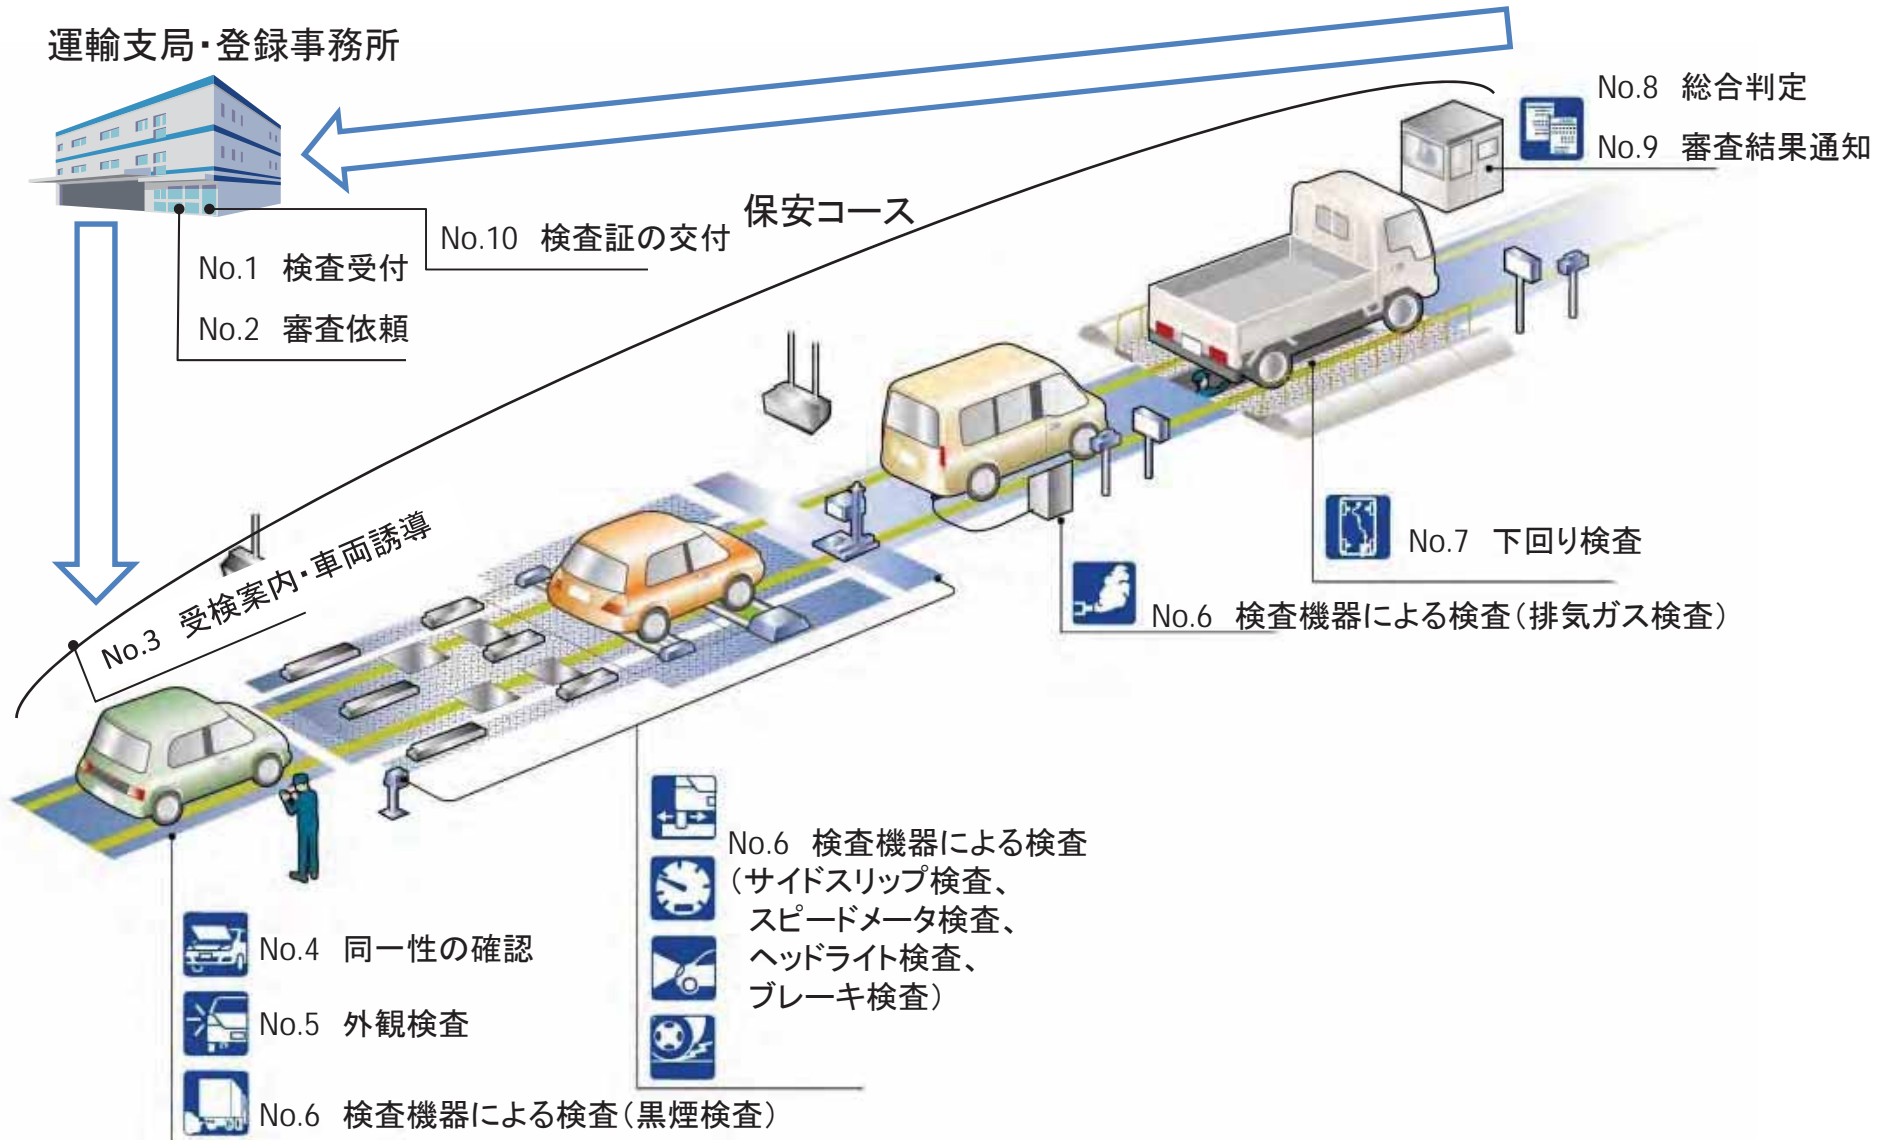 運輸支局・登録事務所
No.8 総合判定
No.9 審査結果通知
保安コース
No.10 検査証の交付
No.1 検査受付
No.2 審査依頼
No.3 受検案内・車両誘導
No.7 下回り検査
No.6 検査機器による検査(排気ガス検査)
No.6 検査機器による検査
(サイドスリップ検査、
スピードメータ検査、
ヘッドライト検査、
ブレーキ検査)
No.4 同一性の確認
No.5 外観検査
No.6 検査機器による検査(黒煙検査)